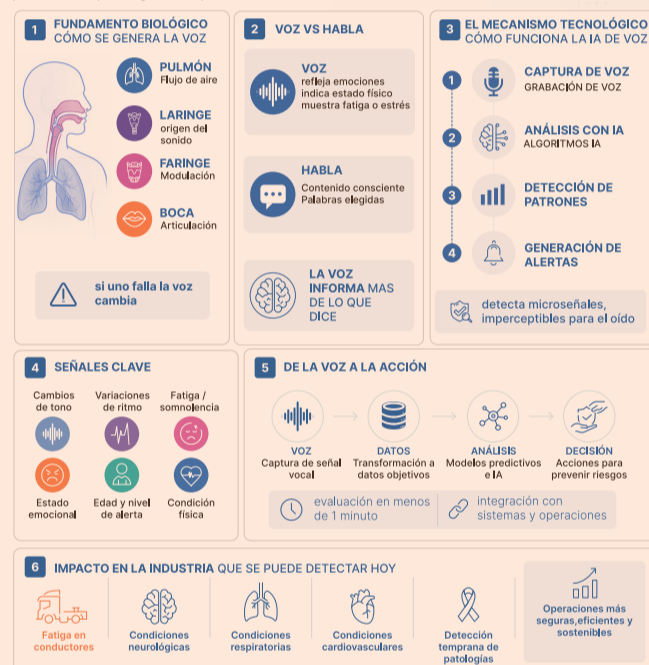 1 FUNDAMENTO BIOLÓGICO
CÓMO SE GENERA LA VOZ
PULMÓN
Flujo de aire
LARINGE
origen del
sonido
FARINGE
Modulación
BOCA
Articulación
si uno falla la voz
cambia
2 VOZ VS HABLA
VOZ
refleja emociones
indica estado físico
muestra fatiga o estrés
HABLA
Contenido consciente
Palabras elegidas
LA VOZ
INFORMA MAS
DE LO QUE
DICE
3 EL MECANISMO TECNOLÓGICO
CÓMO FUNCIONA LA IA DE VOZ
1 CAPTURA DE VOZ
GRABACIÓN DE VOZ
2 ANÁLISIS CON IA
ALGORITMOS IA
3 DETECCIÓN DE
PATRONES
4 GENERACIÓN DE
ALERTAS
detecta microseñales,
imperceptibles para el oído
4 SEÑALES CLAVE
Cambios
de tono
Variaciones
de ritmo
Fatiga /
somnolencia
Estado
emocional
Edad y nivel
de alerta
Condición
física
5 DE LA VOZ A LA ACCIÓN
VOZ
Captura de señal
vocal
DATOS
Transformación a
datos objetivos
ANÁLISIS
Modelos predictivos
e IA
DECISIÓN
Acciones para
prevenir riesgos
evaluación en menos
de 1 minuto
integración con
sistemas y operaciones
6 IMPACTO EN LA INDUSTRIA QUE SE PUEDE DETECTAR HOY
Fatiga en
conductores
Condiciones
neurológicas
Condiciones
respiratorias
Condiciones
cardiovasculares
Detección
temprana de
patologías
Operaciones más
seguras,eficientes y
sostenibles